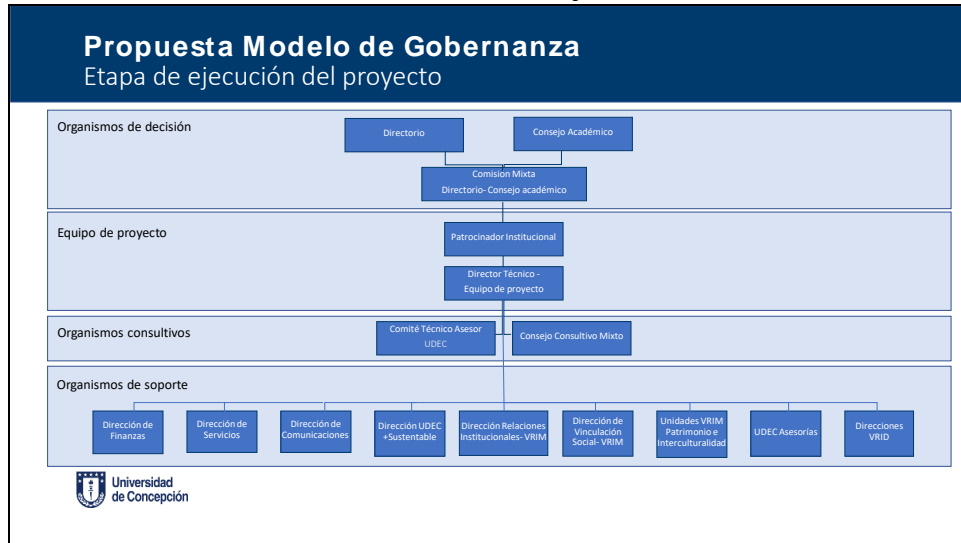 Propuesta Modelo de Gobernanza
Etapa de ejecución del proyecto
Organismos de decisión
Directorio
Consejo Académico
Comision Mixta
Directorio- Consejo académico
Equipo de proyecto
Patrocinador Institucional
Director Técnico -
Equipo de proyecto
Organismos consultivos
Comité Técnico Asesor
UDEC
Consejo Consultivo Mixto
Organismos de soporte
Dirección de
Finanzas
Dirección de
Servicios
Dirección de
Comunicaciones
Dirección UDEC
+Sustentable
Dirección Relaciones
Institucionales- VRIM
Dirección de
Vinculación
Social- VRIM
Unidades VRIM
Patrimonio e
Interculturalidad
UDEC Asesorías
Direcciones
VRID
Universidad
de Concepción